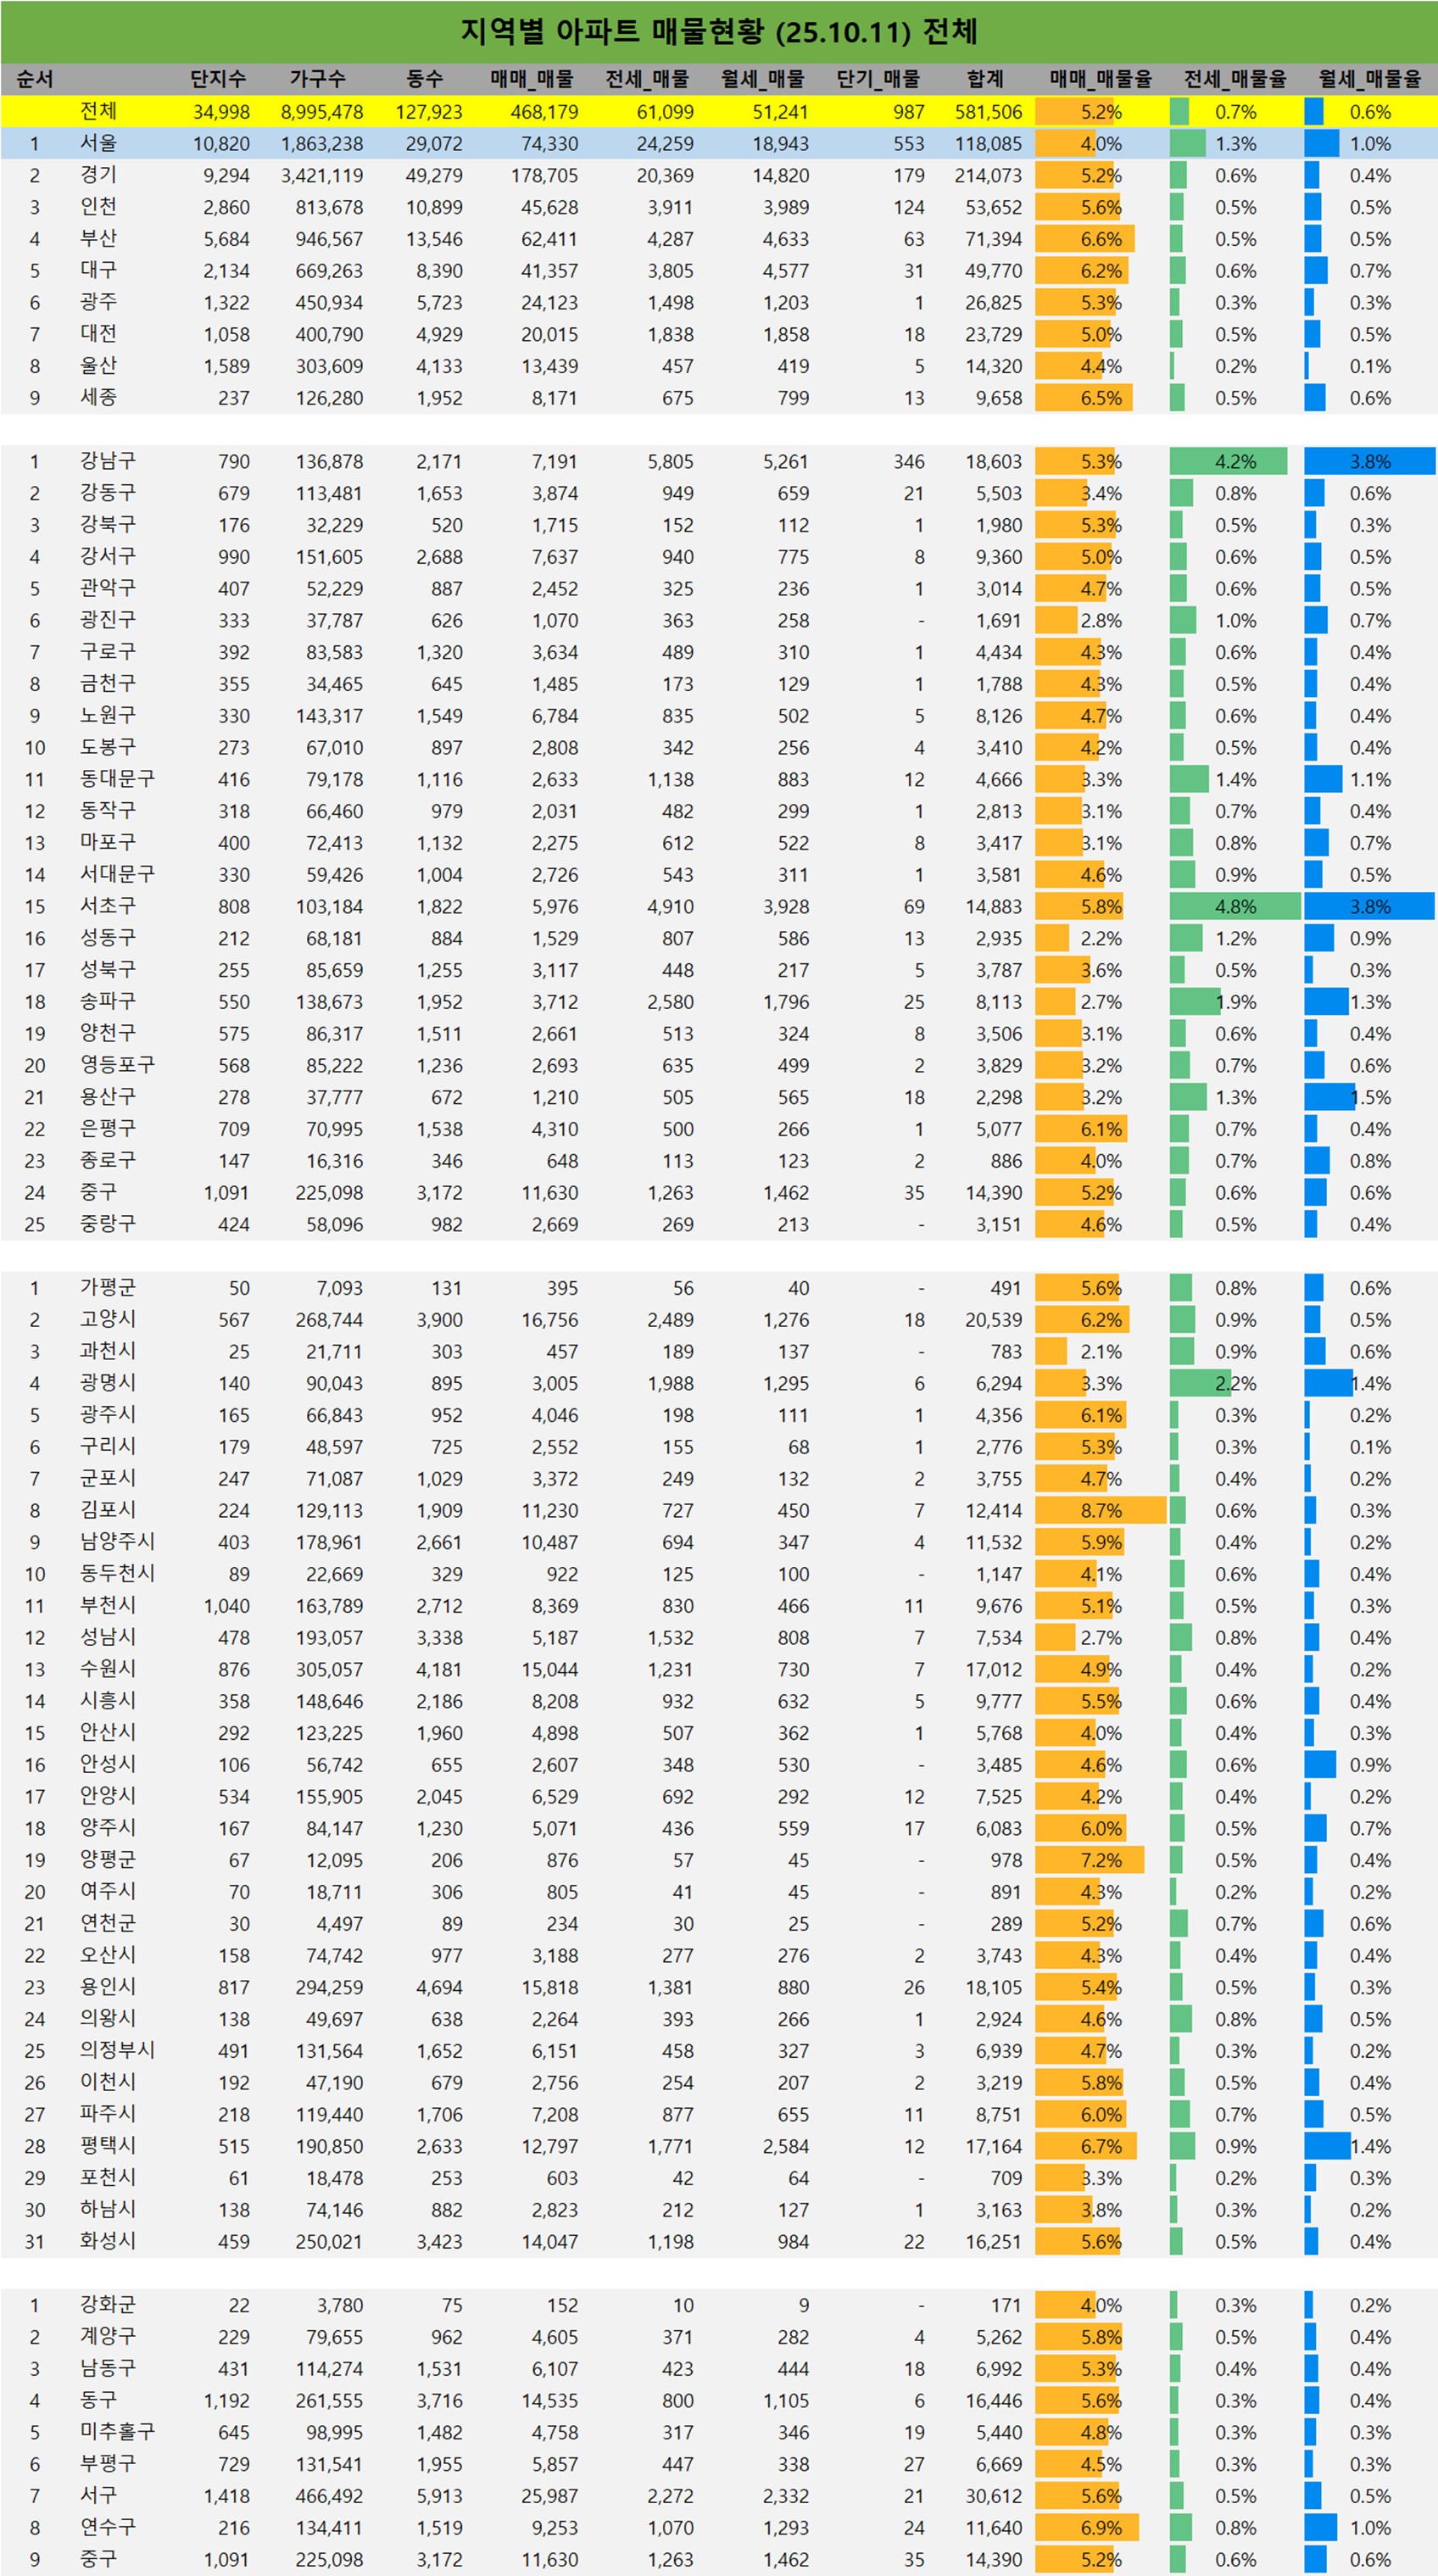 지역별 아파트 매물현황 (25.10.11) 전체
순서 단지수 가구수 동수 매매_매물 전세_매물 월세_매물 단기_매물 합계 매매_매물율 전세_매물율 월세_매물율
전체 34,998 8,995,478 127,923 468,179 61,099 51,241 987 581,506 5.2% 0.7% 0.6%
1 서울 10,820 1,863,238 29,072 74,330 24,259 18,943 553 118,085 4.0% 1.3% 1.0%
2 경기 9,294 3,421,119 49,279 178,705 20,369 14,820 179 214,073 5.2% 0.6% 0.4%
3 인천 2,860 813,678 10,899 45,628 3,911 3,989 124 53,652 5.6% 0.5% 0.5%
4 부산 5,684 946,567 13,546 62,411 4,287 4,633 63 71,394 6.6% 0.5% 0.5%
5 대구 2,134 669,263 8,390 41,357 3,805 4,577 31 49,770 6.2% 0.6% 0.7%
6 광주 1,322 450,934 5,723 24,123 1,498 1,203 1 26,825 5.3% 0.3% 0.3%
7 대전 1,058 400,790 4,929 20,015 1,838 1,858 18 23,729 5.0% 0.5% 0.5%
8 울산 1,589 303,609 4,133 13,439 457 419 5 14,320 4.4% 0.2% 0.1%
9 세종 237 126,280 1,952 8,171 675 799 13 9,658 6.5% 0.5% 0.6%
1 강남구 790 136,878 2,171 7,191 5,805 5,261 346 18,603 5.3% 4.2% 3.8%
2 강동구 679 113,481 1,653 3,874 949 659 21 5,503 3.4% 0.8% 0.6%
3 강북구 176 32,229 520 1,715 152 112 1 1,980 5.3% 0.5% 0.3%
4 강서구 990 151,605 2,688 7,637 940 775 8 9,360 5.0% 0.6% 0.5%
5 관악구 407 52,229 887 2,452 325 236 1 3,014 4.7% 0.6% 0.5%
6 광진구 333 37,787 626 1,070 363 258 - 1,691 2.8% 1.0% 0.7%
7 구로구 392 83,583 1,320 3,634 489 310 1 4,434 4.3% 0.6% 0.4%
8 금천구 355 34,465 645 1,485 173 129 1 1,788 4.3% 0.5% 0.4%
9 노원구 330 143,317 1,549 6,784 835 502 5 8,126 4.7% 0.6% 0.4%
10 도봉구 273 67,010 897 2,808 342 256 4 3,410 4.2% 0.5% 0.4%
11 동대문구 416 79,178 1,116 2,633 1,138 883 12 4,666 3.3% 1.4% 1.1%
12 동작구 318 66,460 979 2,031 482 299 1 2,813 3.1% 0.7% 0.4%
13 마포구 400 72,413 1,132 2,275 612 522 8 3,417 3.1% 0.8% 0.7%
14 서대문구 330 59,426 1,004 2,726 543 311 1 3,581 4.6% 0.9% 0.5%
15 서초구 808 103,184 1,822 5,976 4,910 3,928 69 14,883 5.8% 4.8% 3.8%
16 성동구 212 68,181 884 1,529 807 586 13 2,935 2.2% 1.2% 0.9%
17 성북구 255 85,659 1,255 3,117 448 217 5 3,787 3.6% 0.5% 0.3%
18 송파구 550 138,673 1,952 3,712 2,580 1,796 25 8,113 2.7% 1.9% 1.3%
19 양천구 575 86,317 1,511 2,661 513 324 8 3,506 3.1% 0.6% 0.4%
20 영등포구 568 85,222 1,236 2,693 635 499 2 3,829 3.2% 0.7% 0.6%
21 용산구 278 37,777 672 1,210 505 565 18 2,298 3.2% 1.3% 1.5%
22 은평구 709 70,995 1,538 4,310 500 266 1 5,077 6.1% 0.7% 0.4%
23 종로구 147 16,316 346 648 113 123 2 886 4.0% 0.7% 0.8%
24 중구 1,091 225,098 3,172 11,630 1,263 1,462 35 14,390 5.2% 0.6% 0.6%
25 중랑구 424 58,096 982 2,669 269 213 - 3,151 4.6% 0.5% 0.4%
1 가평군 50 7,093 131 395 56 40 - 491 5.6% 0.8% 0.6%
2 고양시 567 268,744 3,900 16,756 2,489 1,276 18 20,539 6.2% 0.9% 0.5%
3 과천시 25 21,711 303 457 189 137 - 783 2.1% 0.9% 0.6%
4 광명시 140 90,043 895 3,005 1,988 1,295 6 6,294 3.3% 2.2% 1.4%
5 광주시 165 66,843 952 4,046 198 111 1 4,356 6.1% 0.3% 0.2%
6 구리시 179 48,597 725 2,552 155 68 1 2,776 5.3% 0.3% 0.1%
7 군포시 247 71,087 1,029 3,372 249 132 2 3,755 4.7% 0.4% 0.2%
8 김포시 224 129,113 1,909 11,230 727 450 7 12,414 8.7% 0.6% 0.3%
9 남양주시 403 178,961 2,661 10,487 694 347 4 11,532 5.9% 0.4% 0.2%
10 동두천시 89 22,669 329 922 125 100 - 1,147 4.1% 0.6% 0.4%
11 부천시 1,040 163,789 2,712 8,369 830 466 11 9,676 5.1% 0.5% 0.3%
12 성남시 478 193,057 3,338 5,187 1,532 808 7 7,534 2.7% 0.8% 0.4%
13 수원시 876 305,057 4,181 15,044 1,231 730 7 17,012 4.9% 0.4% 0.2%
14 시흥시 358 148,646 2,186 8,208 932 632 5 9,777 5.5% 0.6% 0.4%
15 안산시 292 123,225 1,960 4,898 507 362 1 5,768 4.0% 0.4% 0.3%
16 안성시 106 56,742 655 2,607 348 530 - 3,485 4.6% 0.6% 0.9%
17 안양시 534 155,905 2,045 6,529 692 292 12 7,525 4.2% 0.4% 0.2%
18 양주시 167 84,147 1,230 5,071 436 559 17 6,083 6.0% 0.5% 0.7%
19 양평군 67 12,095 206 876 57 45 - 978 7.2% 0.5% 0.4%
20 여주시 70 18,711 306 805 41 45 - 891 4.3% 0.2% 0.2%
21 연천군 30 4,497 89 234 30 25 - 289 5.2% 0.7% 0.6%
22 오산시 158 74,742 977 3,188 277 276 2 3,743 4.3% 0.4% 0.4%
23 용인시 817 294,259 4,694 15,818 1,381 880 26 18,105 5.4% 0.5% 0.3%
24 의왕시 138 49,697 638 2,264 393 266 1 2,924 4.6% 0.8% 0.5%
25 의정부시 491 131,564 1,652 6,151 458 327 3 6,939 4.7% 0.3% 0.2%
26 이천시 192 47,190 679 2,756 254 207 2 3,219 5.8% 0.5% 0.4%
27 파주시 218 119,440 1,706 7,208 877 655 11 8,751 6.0% 0.7% 0.5%
28 평택시 515 190,850 2,633 12,797 1,771 2,584 12 17,164 6.7% 0.9% 1.4%
29 포천시 61 18,478 253 603 42 64 - 709 3.3% 0.2% 0.3%
30 하남시 138 74,146 882 2,823 212 127 1 3,163 3.8% 0.3% 0.2%
31 화성시 459 250,021 3,423 14,047 1,198 984 22 16,251 5.6% 0.5% 0.4%
1 강화군 22 3,780 75 152 10 9 - 171 4.0% 0.3% 0.2%
2 계양구 229 79,655 962 4,605 371 282 4 5,262 5.8% 0.5% 0.4%
3 남동구 431 114,274 1,531 6,107 423 444 18 6,992 5.3% 0.4% 0.4%
4 동구 1,192 261,555 3,716 14,535 800 1,105 6 16,446 5.6% 0.3% 0.4%
5 미추홀구 645 98,995 1,482 4,758 317 346 19 5,440 4.8% 0.3% 0.3%
6 부평구 729 131,541 1,955 5,857 447 338 27 6,669 4.5% 0.3% 0.3%
7 서구 1,418 466,492 5,913 25,987 2,272 2,332 21 30,612 5.6% 0.5% 0.5%
8 연수구 216 134,411 1,519 9,253 1,070 1,293 24 11,640 6.9% 0.8% 1.0%
9 중구 1,091 225,098 3,172 11,630 1,263 1,462 35 14,390 5.2% 0.6% 0.6%